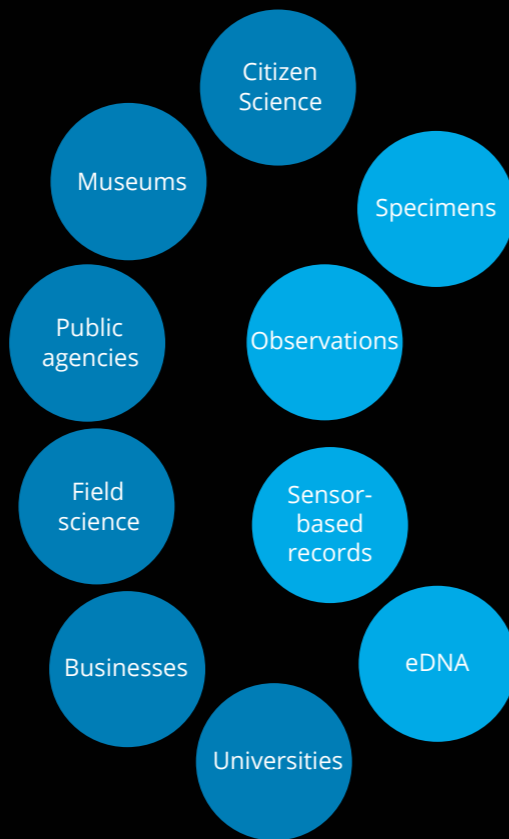 Citizen
Science
Museums
Specimens
Public
agencies
Observations
Field
science
Sensor-
based
records
Businesses
eDNA
Universities